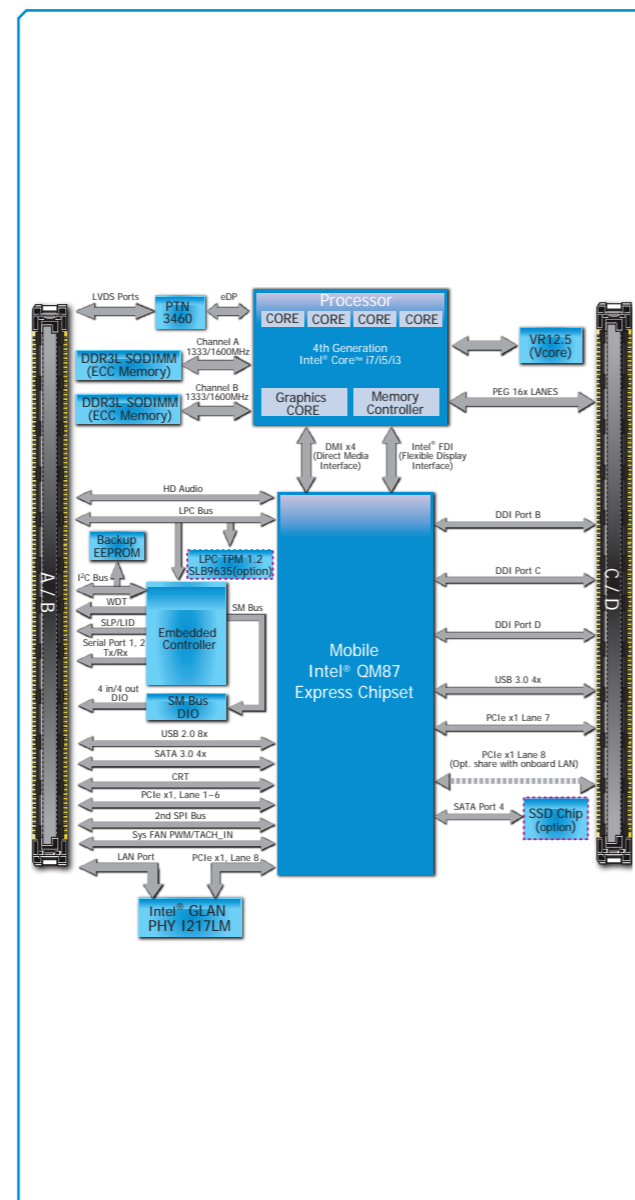 LVDS Ports
PTN
3460
eDP
Processor
CORE CORE CORE CORE
4th Generation
Intel® Core™ i7/i5/i3
Graphics
CORE
Memory
Controller
VR12.5
(Vcore)
DDR3L SODIMM
(ECC Memory)
Channel A
1333/1600MHz
DDR3L SODIMM
(ECC Memory)
Channel B
1333/1600MHz
PEG 16x LANES
DMI x4
(Direct Media
Interface)
Intel® FDI
(Flexible Display
Interface)
HD Audio
LPC Bus
Backup
EEPROM
LPC TPM 1.2
SLB9635(option)
I²C Bus
WDT
SLP/LID
Serial Port 1, 2
Tx/Rx
Embedded
Controller
SM Bus
4 in/4 out
DIO
SM Bus
DIO
A / B
Mobile
Intel® QM87
Express Chipset
DDI Port B
DDI Port C
DDI Port D
C / D
USB 3.0 4x
PCIe x1 Lane 7
PCIe x1 Lane 8
(Opt. share with onboard LAN)
SATA Port 4
SSD Chip
(option)
USB 2.0 8x
SATA 3.0 4x
CRT
PCIe x1, Lane 1~6
2nd SPI Bus
Sys FAN PWM/TACH_IN
LAN Port
PCIe x1, Lane 8
Intel® GLAN
PHY I217LM